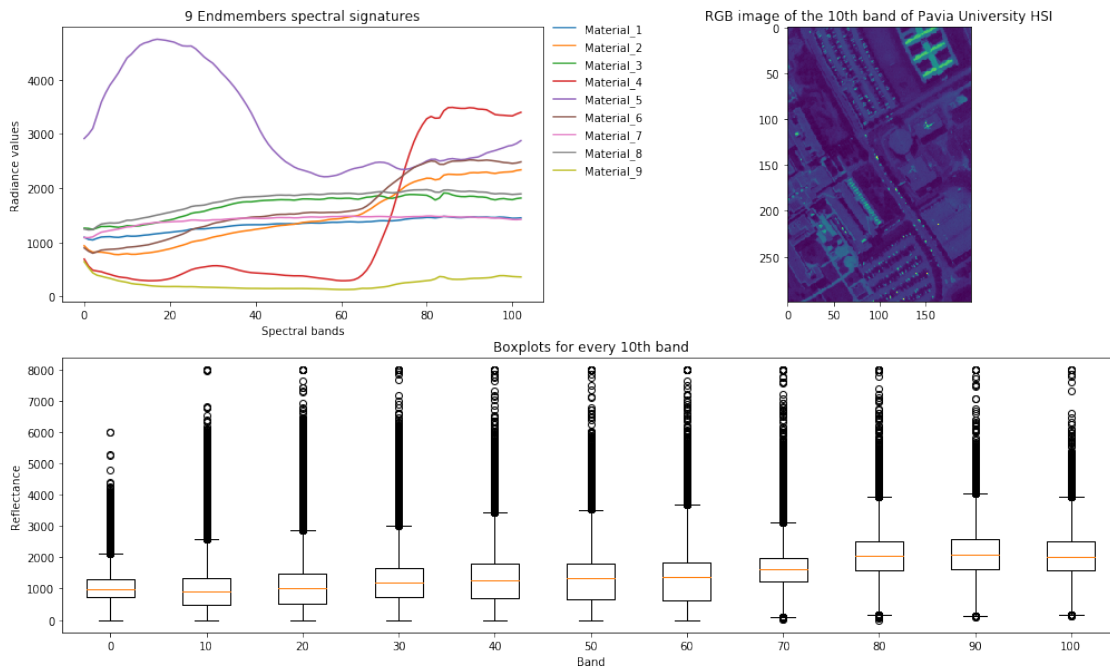 9 Endmembers spectral signatures
Radiance values
4000
3000
2000
1000
0
0 20 40 60 80 100
Spectral bands
Material_1
Material_2
Material_3
Material_4
Material_5
Material_6
Material_7
Material_8
Material_9
RGB image of the 10th band of Pavia University HSI
0
50
100
150
200
250
0 50 100 150
Boxplots for every 10th band
Reflectance
8000
7000
6000
5000
4000
3000
2000
1000
0
0 10 20 30 40 50 60 70 80 90 100
Band